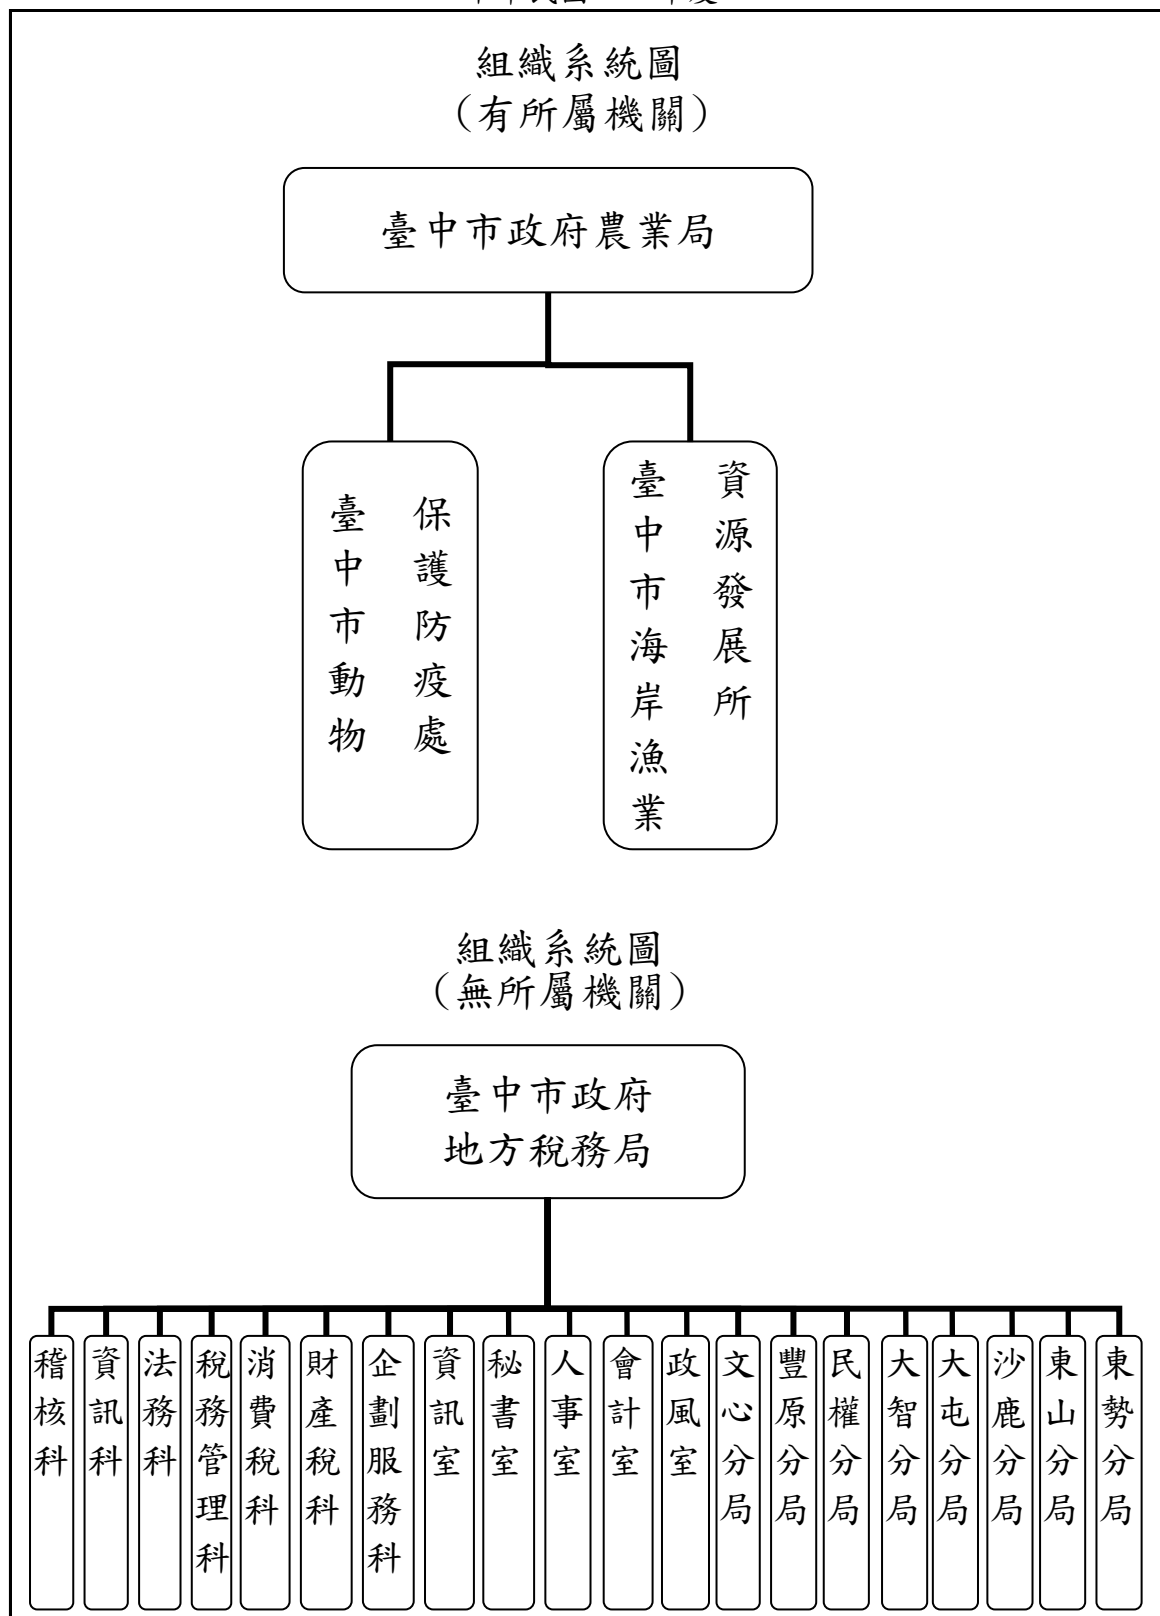 組織系統圖
（有所屬機關）
臺中市政府農業局
臺中市動物
保護防疫處
臺中市海岸漁業
資源發展所
組織系統圖
（無所屬機關）
臺中市政府
地方稅務局
稽核科
資訊科
法務科
稅務管理科
消費稅科
財產稅科
企劃服務科
資訊室
秘書室
人事室
會計室
政風室
文心分局
豐原分局
民權分局
大智分局
大屯分局
沙鹿分局
東山分局
東勢分局